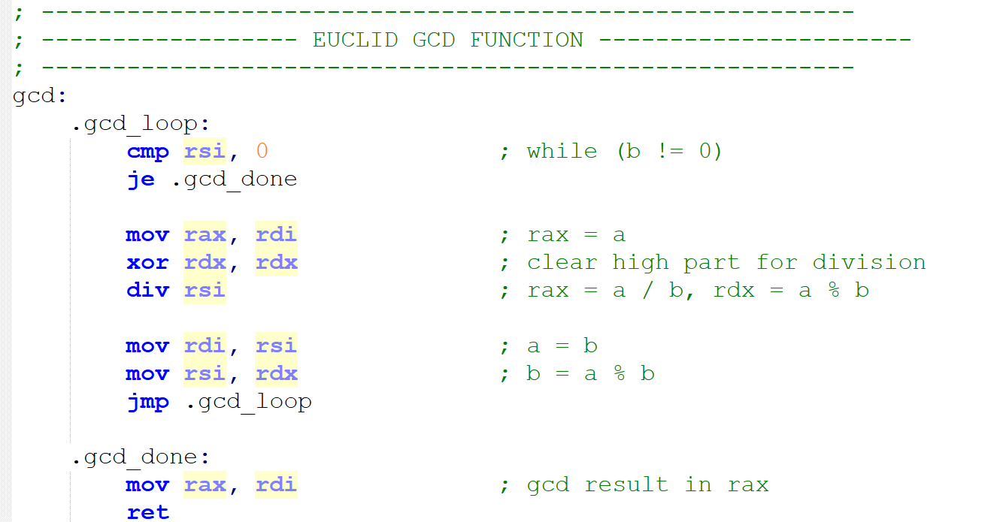 ; ---------------------------------------------------------
; ------------------ EUCLID GCD FUNCTION ----------------------
; ---------------------------------------------------------
gcd:
    .gcd_loop:
        cmp rsi, 0                ; while (b != 0)
        je .gcd_done

        mov rax, rdi              ; rax = a
        xor rdx, rdx              ; clear high part for division
        div rsi                   ; rax = a / b, rdx = a % b

        mov rdi, rsi              ; a = b
        mov rsi, rdx              ; b = a % b
        jmp .gcd_loop

    .gcd_done:
        mov rax, rdi              ; gcd result in rax
        ret